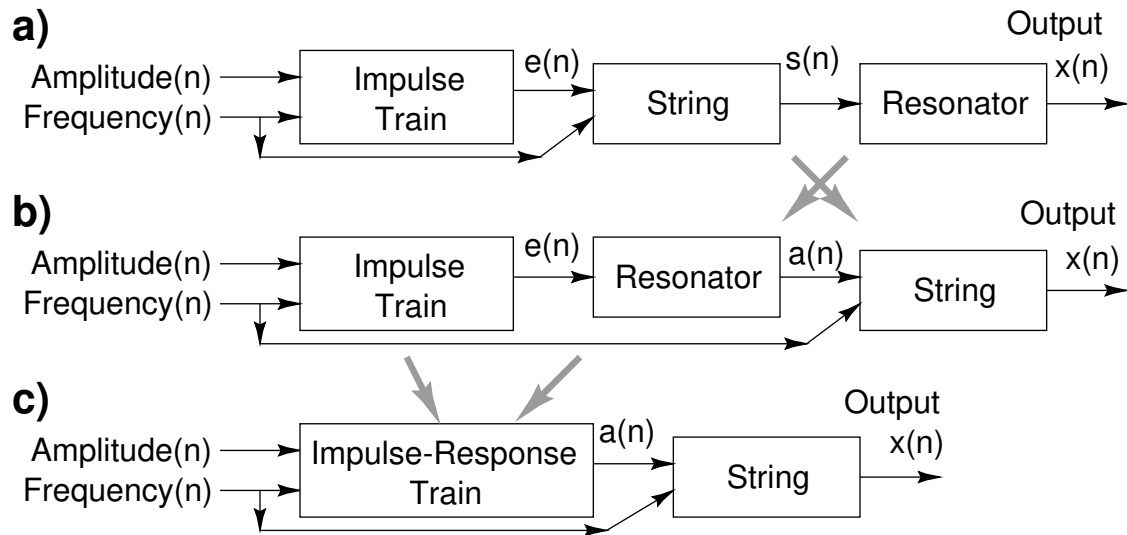 a)
Output
Amplitude(n)
Frequency(n)
Impulse
Train
e(n)
String
s(n)
Resonator
x(n)
b)
Output
Amplitude(n)
Frequency(n)
Impulse
Train
e(n)
Resonator
a(n)
String
x(n)
c)
Output
Amplitude(n)
Frequency(n)
Impulse-Response
Train
a(n)
String
x(n)